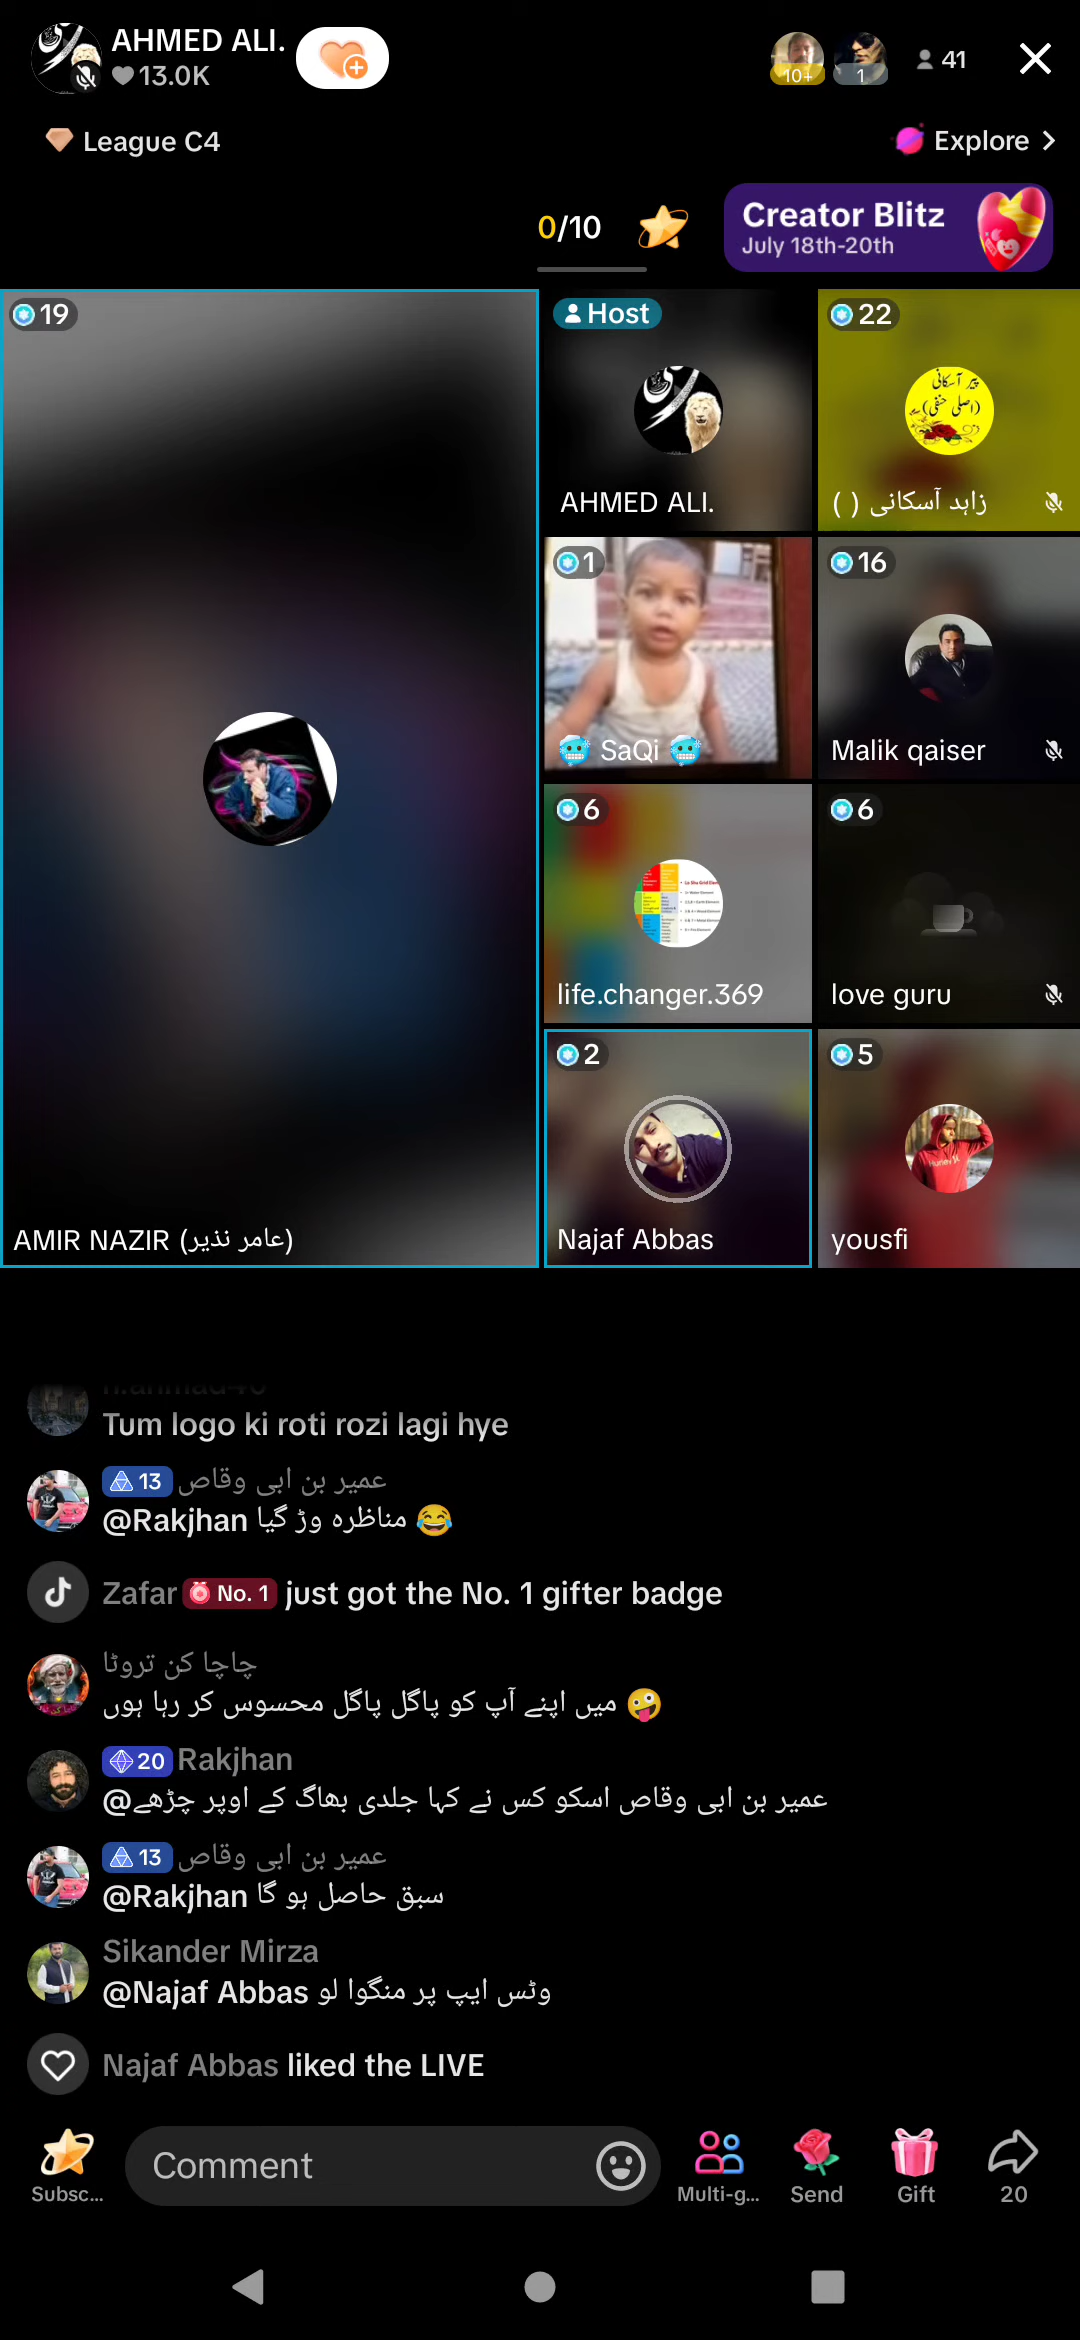 AHMED ALI.
13.0K
10+
1
41
League C4
Explore
0/10
Creator Blitz
July 18th-20th
19
Host
22
پیر آسکانی
(اصلی حنفی)
AHMED ALI.
زاہد آسکانی ( )
1
16
🥶 SaQi 🥶
Malik qaiser
6
6
life.changer.369
love guru
2
5
AMIR NAZIR (عامر نذیر)
Najaf Abbas
yousfi
Tum logo ki roti rozi lagi hye
13 عمیر بن ابی وقاص
@Rakjhan مناظرہ وڑ گیا 😂
Zafar No. 1 just got the No. 1 gifter badge
چاچا کن تروٹا
میں اپنے آپ کو پاگل پاگل محسوس کر رہا ہوں 🤪
20 Rakjhan
@عمیر بن ابی وقاص اسکو کس نے کہا جلدی بھاگ کے اوپر چڑھے
13 عمیر بن ابی وقاص
@Rakjhan سبق حاصل ہو گا
Sikander Mirza
@Najaf Abbas وٹس ایپ پر منگوا لو
Najaf Abbas liked the LIVE
Comment
Subsc...
Multi-g...
Send
Gift
20